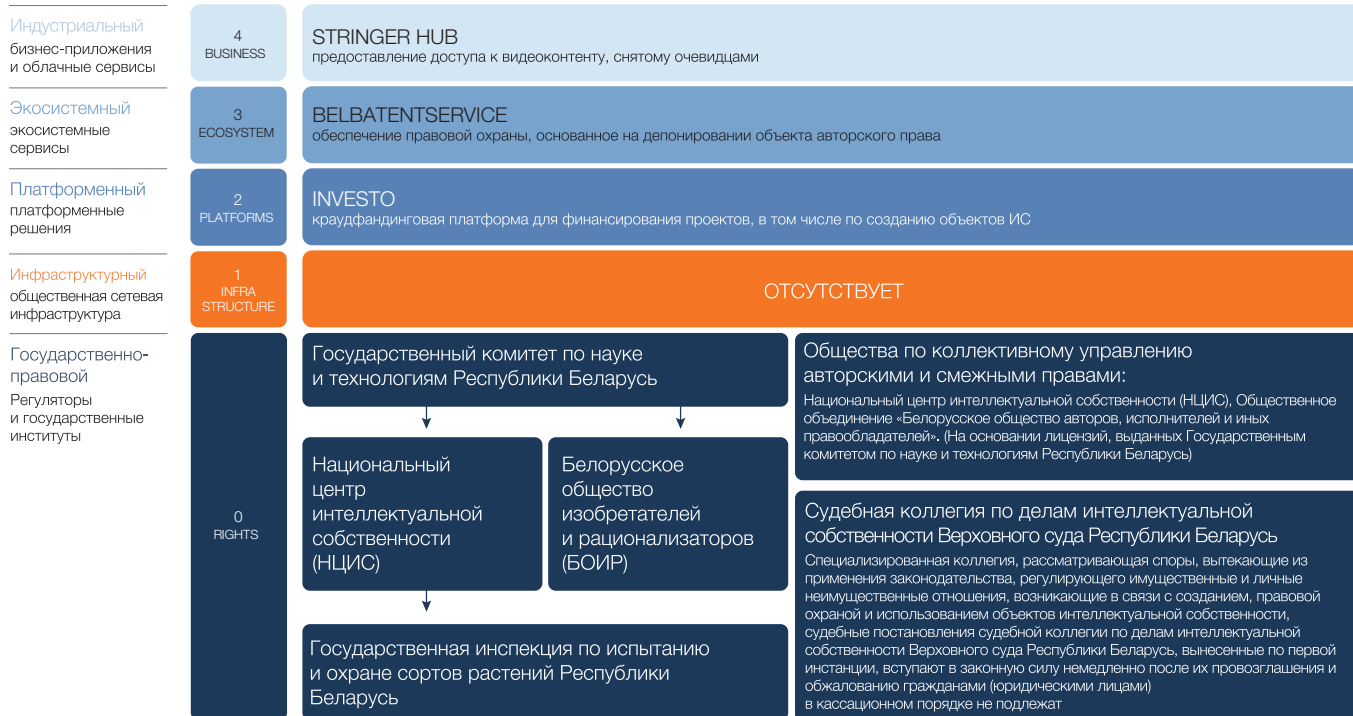 Индустриальный
бизнес-приложения
и облачные сервисы
4
BUSINESS
STRINGER HUB
предоставление доступа к видеоконтенту, снятому очевидцами
Экосистемный
экосистемные
сервисы
3
ECOSYSTEM
BELBATENTSERVICE
обеспечение правовой охраны, основанное на депонировании объекта авторского права
Платформенный
платформенные
решения
2
PLATFORMS
INVESTO
краудфандинговая платформа для финансирования проектов, в том числе по созданию объектов ИС
Инфраструктурный
общественная сетевая
инфраструктура
1
INFRA
STRUCTURE
ОТСУТСТВУЕТ
Государственно-
правовой
Регуляторы
и государственные
институты
0
RIGHTS
Государственный комитет по науке
и технологиям Республики Беларусь
Национальный
центр
интеллектуальной
собственности
(НЦИС)
Белорусское
общество
изобретателей
и рационализаторов
(БОИР)
Государственная инспекция по испытанию
и охране сортов растений Республики
Беларусь
Общества по коллективному управлению
авторскими и смежными правами:
Национальный центр интеллектуальной собственности (НЦИС), Общественное
объединение «Белорусское общество авторов, исполнителей и иных
правообладателей». (На основании лицензий, выданных Государственным
комитетом по науке и технологиям Республики Беларусь)
Судебная коллегия по делам интеллектуальной
собственности Верховного суда Республики Беларусь
Специализированная коллегия, рассматривающая споры, вытекающие из
применения законодательства, регулирующего имущественные и личные
неимущественные отношения, возникающие в связи с созданием, правовой
охраной и использованием объектов интеллектуальной собственности,
судебные постановления судебной коллегии по делам интеллектуальной
собственности Верховного суда Республики Беларусь, вынесенные по первой
инстанции, вступают в законную силу немедленно после их провозглашения и
обжалованию гражданами (юридическими лицами)
в кассационном порядке не подлежат